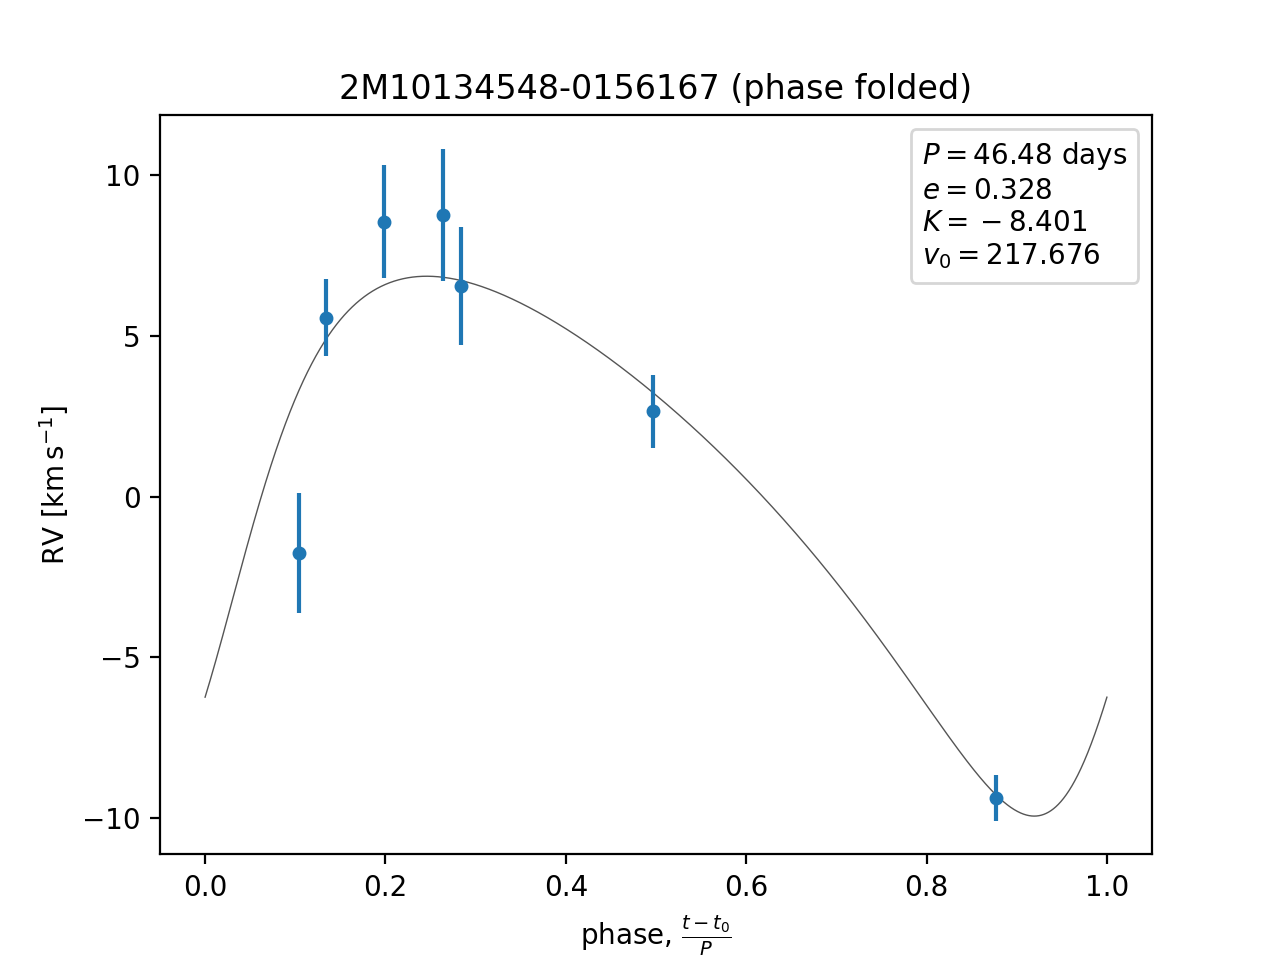 2M10134548-0156167 (phase folded)
P = 46.48 days
e = 0.328
K = −8.401
v₀ = 217.676
10
5
0
−5
−10
RV [km s⁻¹]
0.0 0.2 0.4 0.6 0.8 1.0
phase, (t − t₀)/P